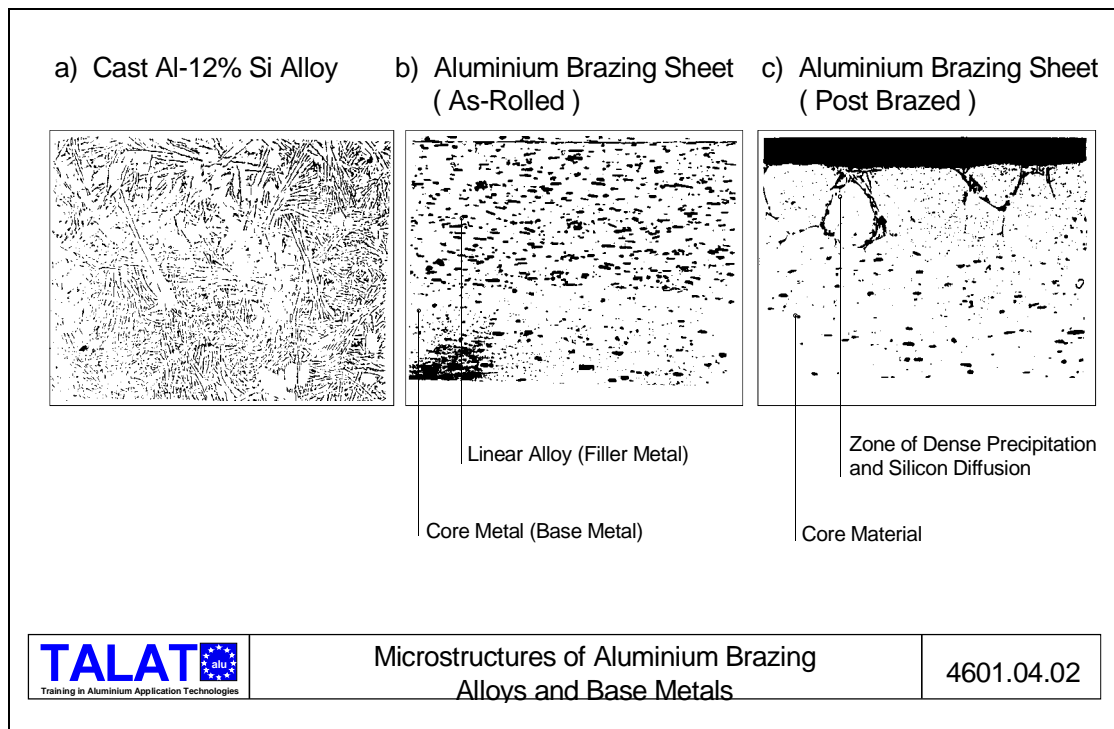 a) Cast Al-12% Si Alloy
b) Aluminium Brazing Sheet
( As-Rolled )
c) Aluminium Brazing Sheet
( Post Brazed )
Linear Alloy (Filler Metal)
Core Metal (Base Metal)
Zone of Dense Precipitation
and Silicon Diffusion
Core Material
TALAT
alu
Training in Aluminium Application Technologies
Microstructures of Aluminium Brazing
Alloys and Base Metals
4601.04.02